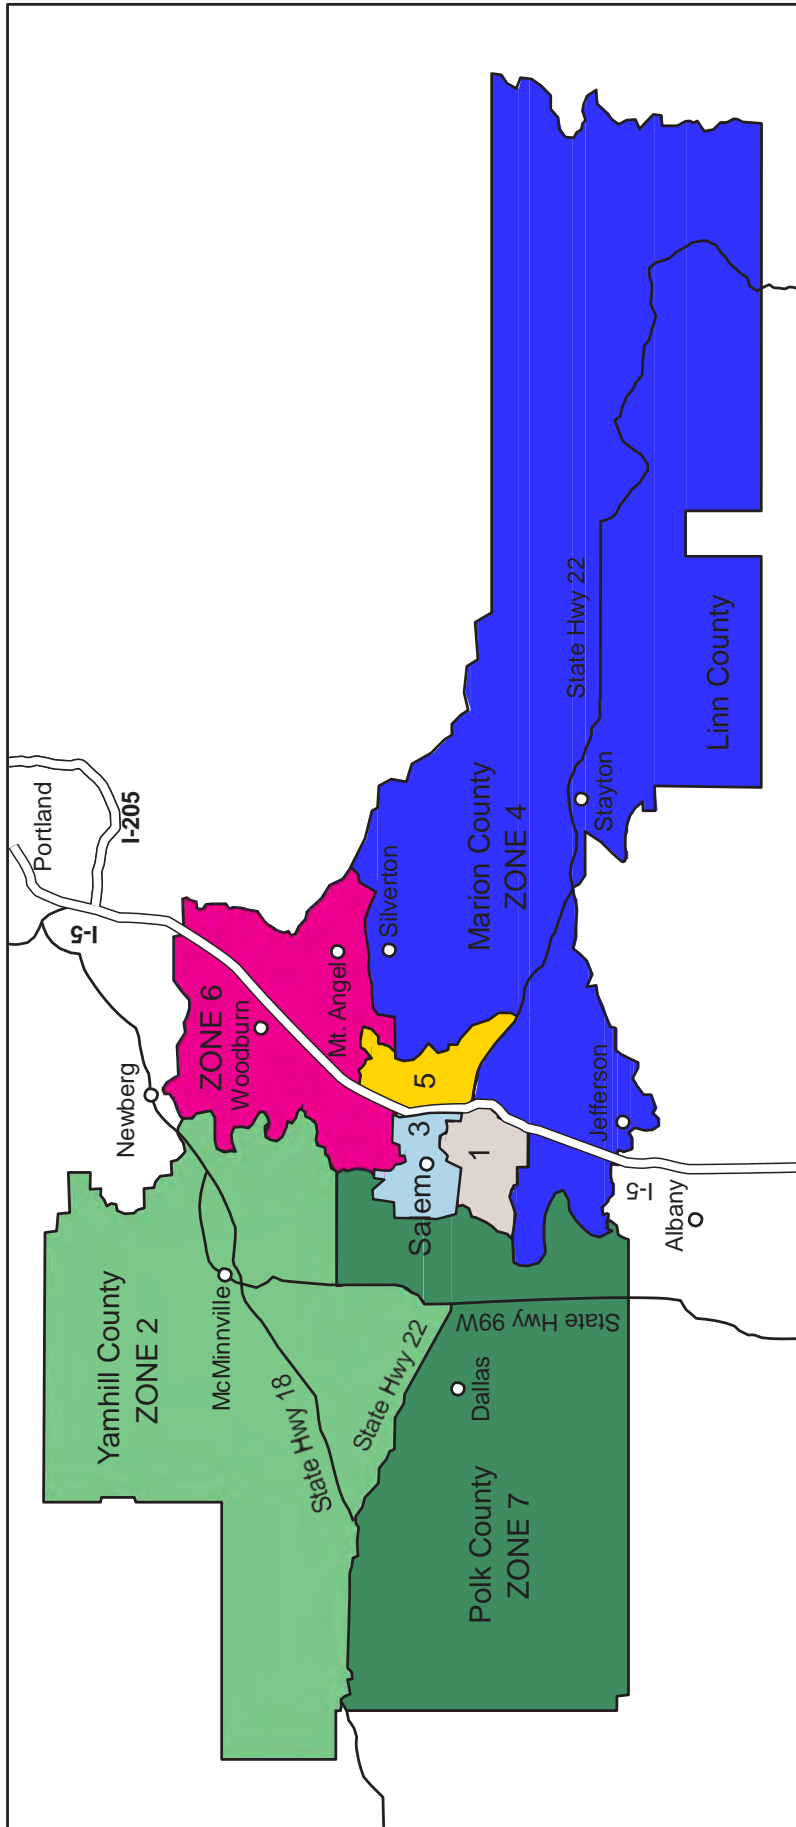 Portland
I-205
I-5
Newberg
ZONE 6
Woodburn
Mt. Angel
Silverton
Yamhill County
ZONE 2
McMinnville
State Hwy 18
State Hwy 22
5
3
Salem
1
Marion County
ZONE 4
State Hwy 22
Stayton
Linn County
Jefferson
I-5
Albany
State Hwy 99W
Dallas
Polk County
ZONE 7